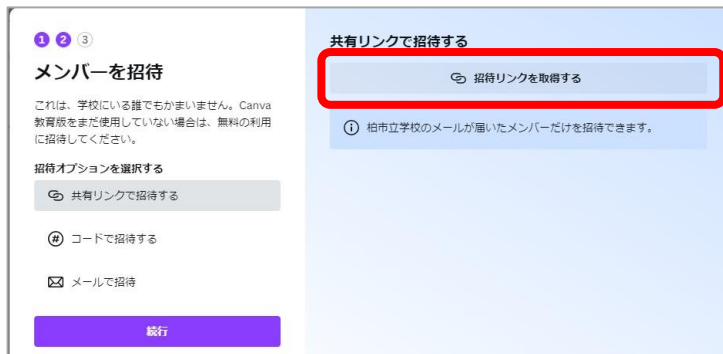 1 2 3
メンバーを招待
これは、学校にいる誰でもかまいません。Canva
教育版をまだ使用していない場合は、無料の利用
に招待してください。
招待オプションを選択する
共有リンクで招待する
# コードで招待する
メールで招待
続行
共有リンクで招待する
招待リンクを取得する
柏市立学校のメールが届いたメンバーだけを招待できます。